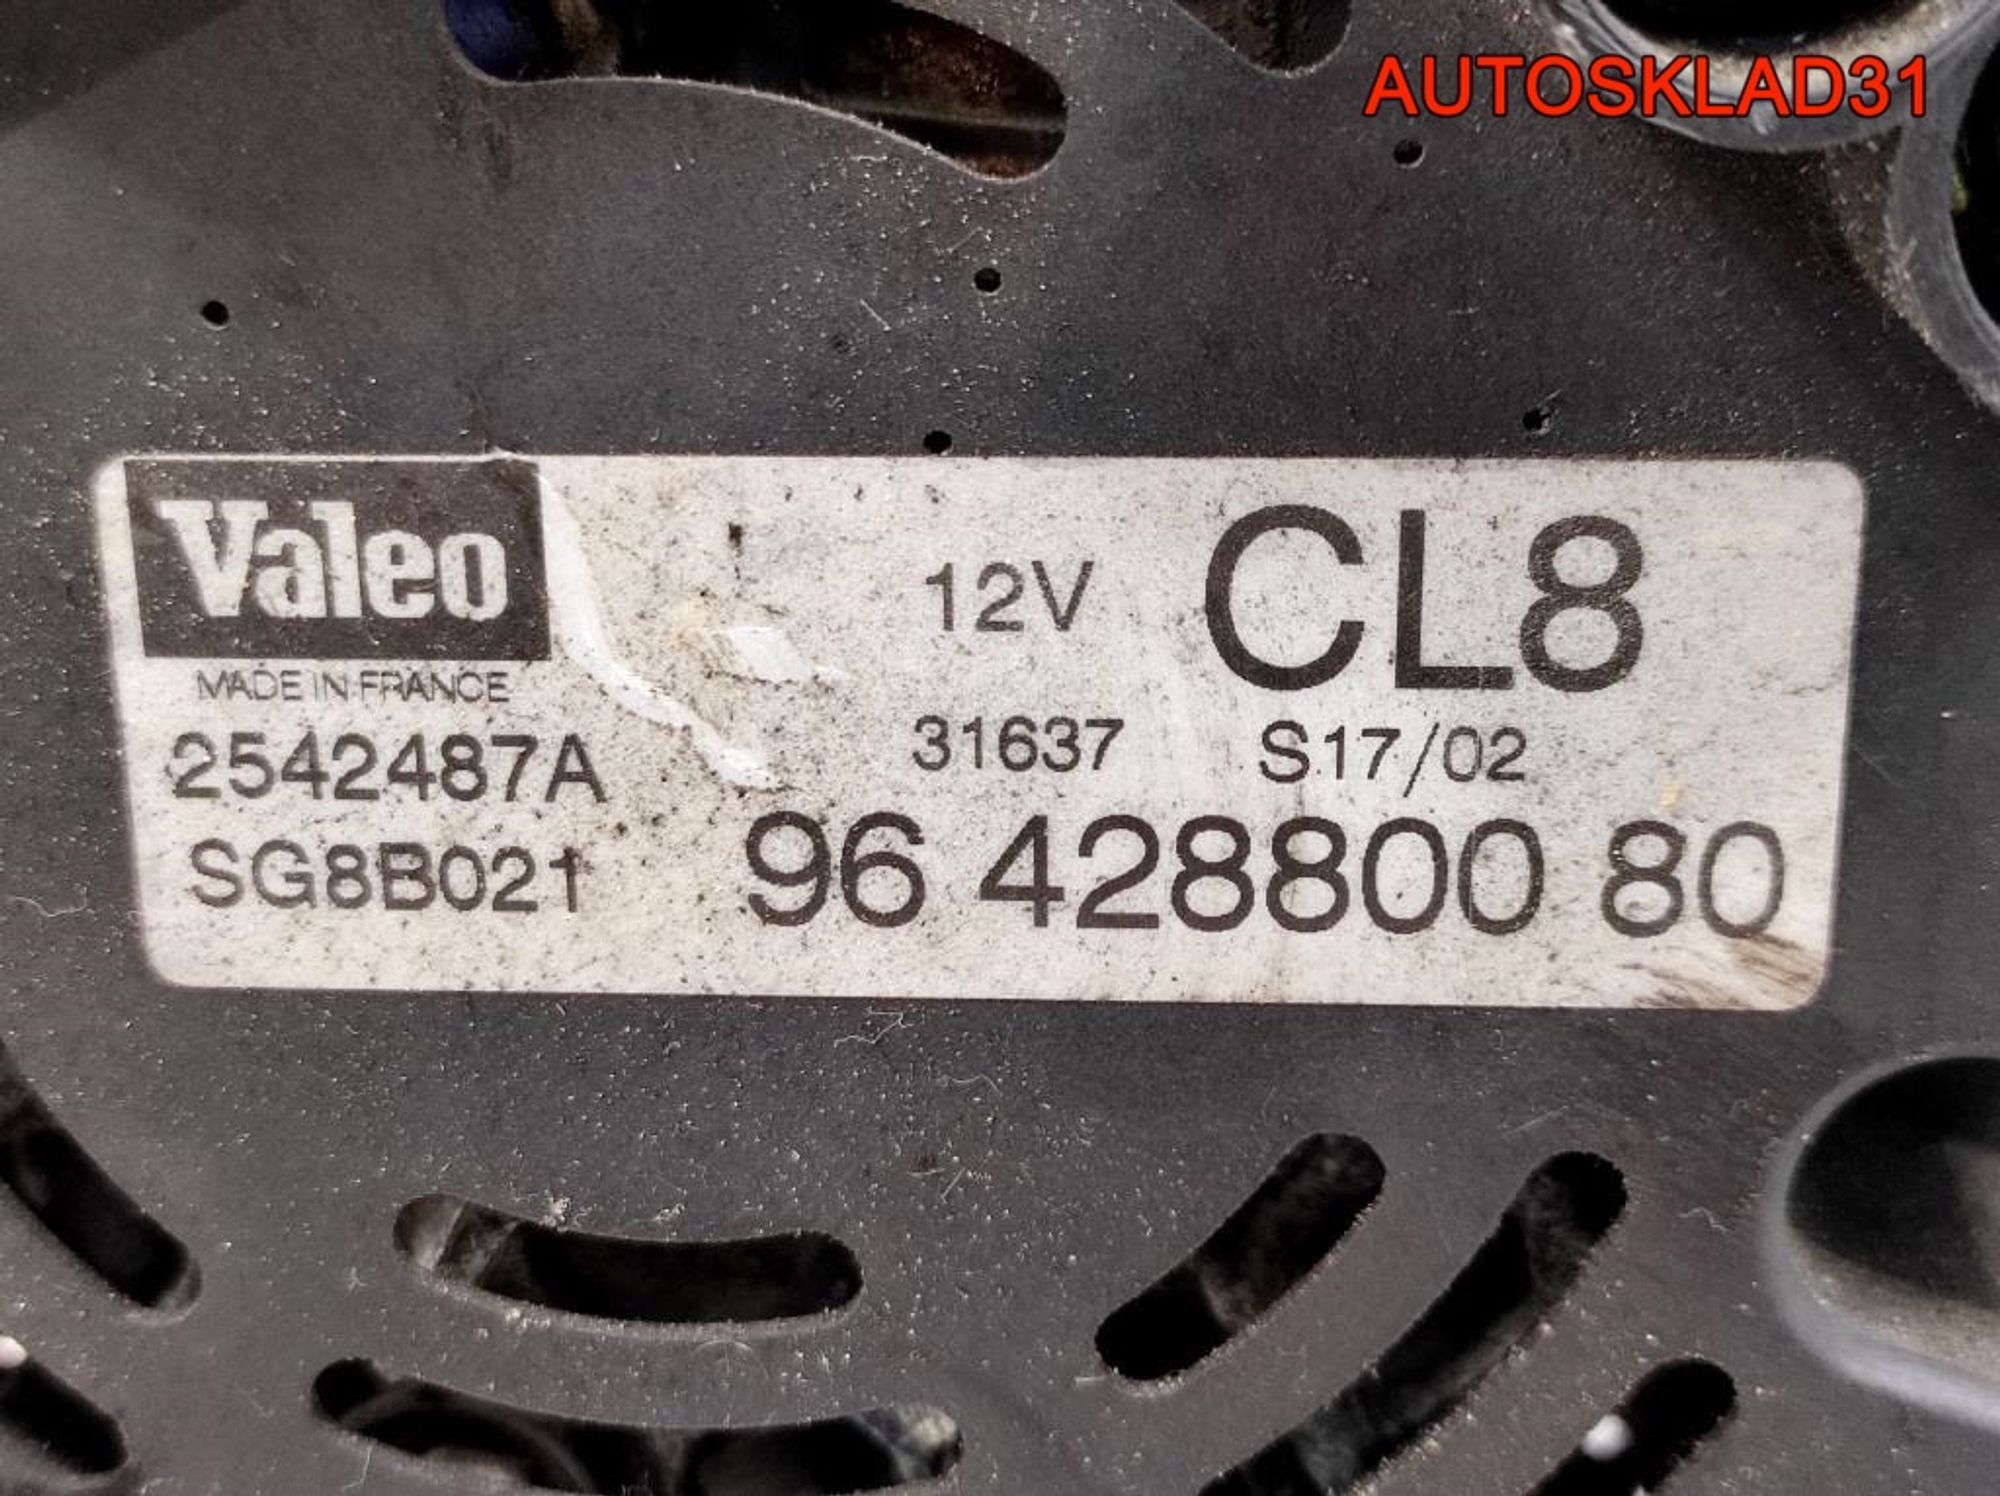 AUTOSKLAD31
Valeo
12V CL8
MADE IN FRANCE
2542487A 31637 S17/02
SG8B021 96 428800 80